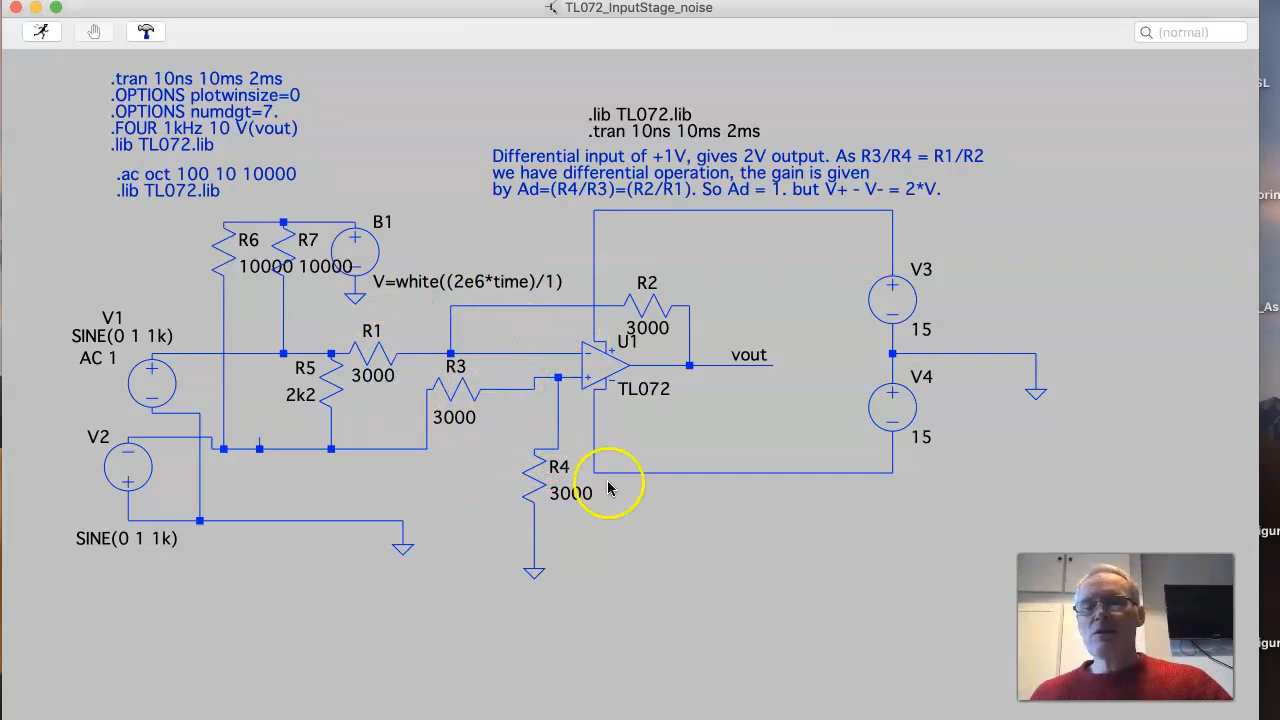 TL072_InputStage_noise
(normal)
.tran 10ns 10ms 2ms
.OPTIONS plotwinsize=0
.OPTIONS numdgt=7.
.FOUR 1kHz 10 V(vout)
.lib TL072.lib
.ac oct 100 10 10000
.lib TL072.lib
.lib TL072.lib
.tran 10ns 10ms 2ms
Differential input of +1V, gives 2V output. As R3/R4 = R1/R2
we have differential operation, the gain is given
by Ad=(R4/R3)=(R2/R1). So Ad = 1. but V+ - V- = 2*V.
B1
R6
R7
10000
10000
V=white((2e6*time)/1)
R2
3000
V3
15
V1
SINE(0 1 1k)
AC 1
R1
3000
U1
TL072
vout
R5
2k2
R3
3000
V4
15
V2
SINE(0 1 1k)
R4
3000
SL
orin
_As
igur
igur